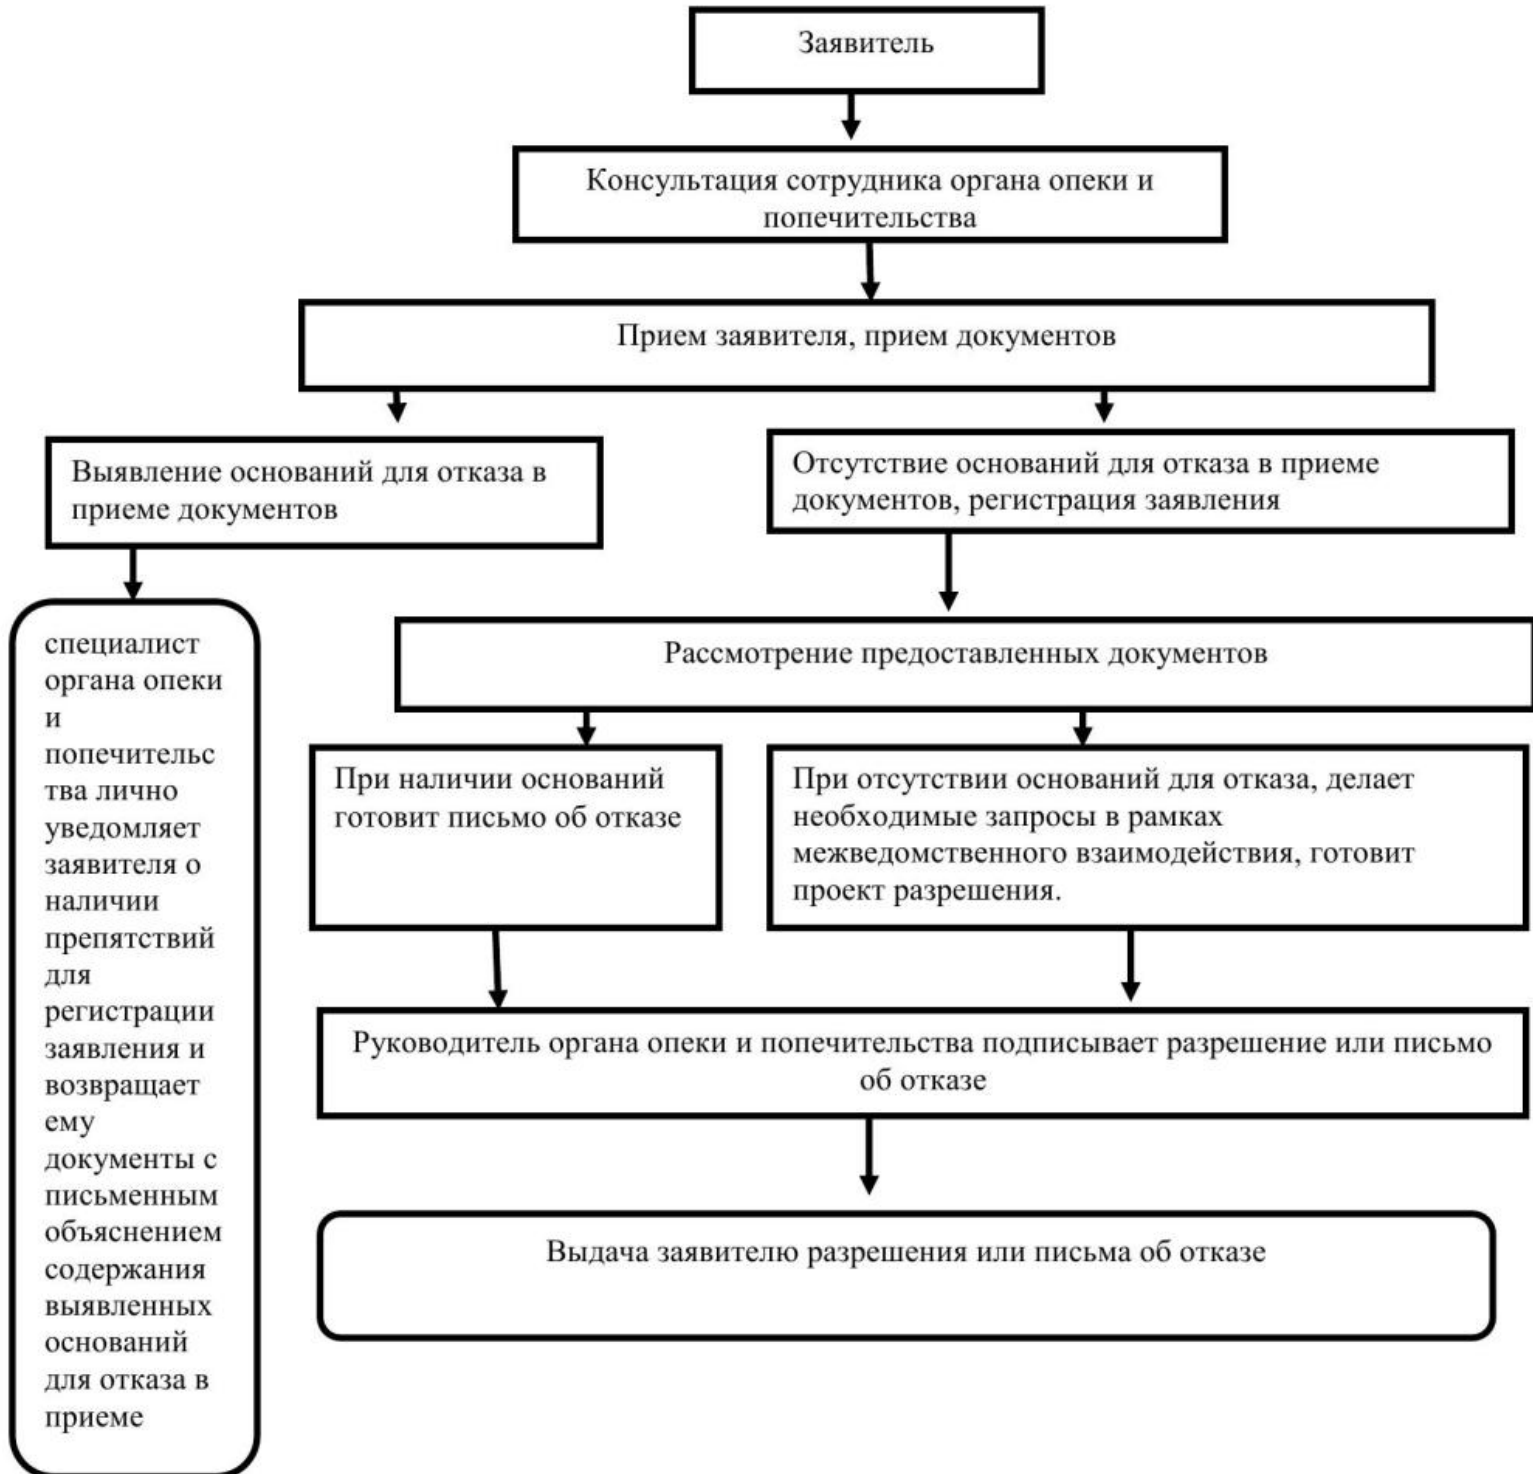 Заявитель
Консультация сотрудника органа опеки и
попечительства
Прием заявителя, прием документов
Выявление оснований для отказа в
приеме документов
Отсутствие оснований для отказа в приеме
документов, регистрация заявления
специалист
органа опеки
и
попечительс
тва лично
уведомляет
заявителя о
наличии
препятствий
для
регистрации
заявления и
возвращает
ему
документы с
письменным
объяснением
содержания
выявленных
оснований
для отказа в
приеме
Рассмотрение предоставленных документов
При наличии оснований
готовит письмо об отказе
При отсутствии оснований для отказа, делает
необходимые запросы в рамках
межведомственного взаимодействия, готовит
проект разрешения.
Руководитель органа опеки и попечительства подписывает разрешение или письмо
об отказе
Выдача заявителю разрешения или письма об отказе